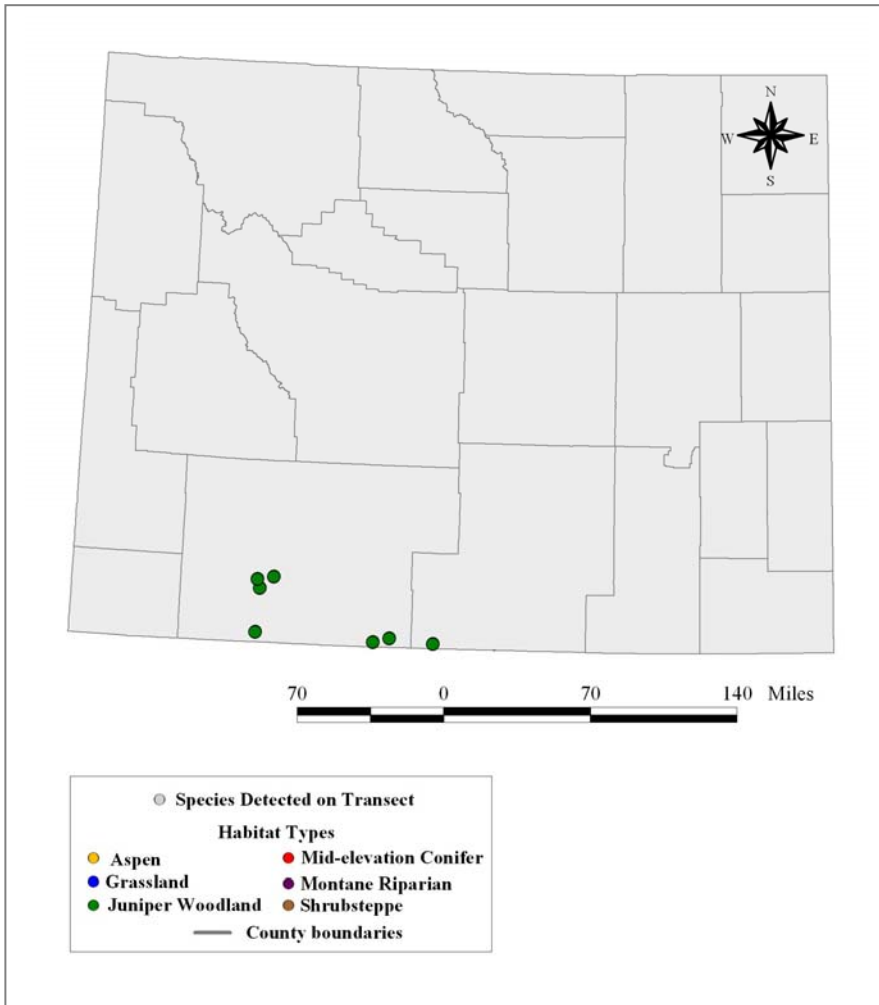 N
W E
S
70 0 70 140 Miles
Species Detected on Transect
Habitat Types
Aspen Mid-elevation Conifer
Grassland Montane Riparian
Juniper Woodland Shrubsteppe
County boundaries